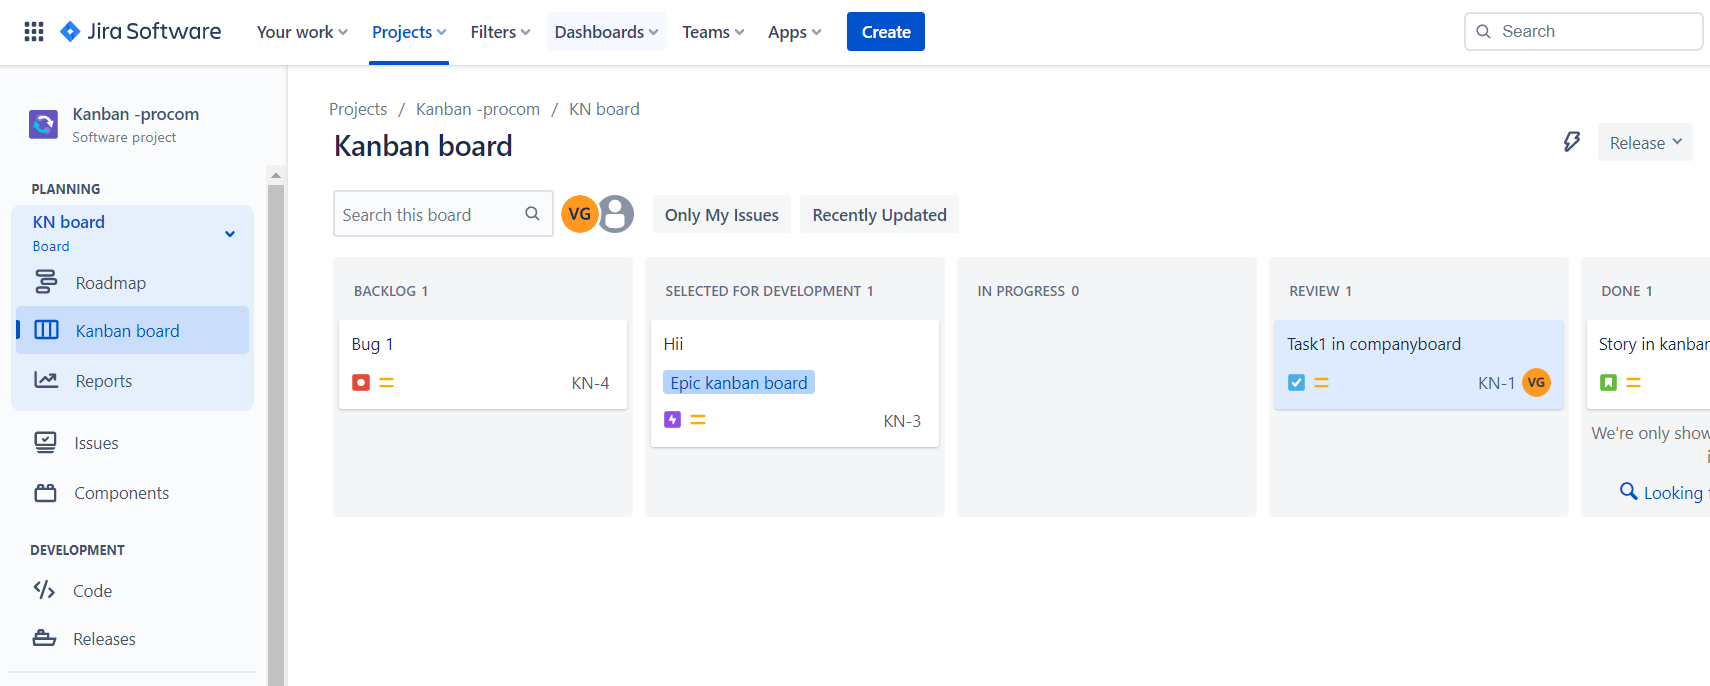 Jira Software Your work Projects Filters Dashboards Teams Apps Create Search
Kanban -procom
Software project
PLANNING
KN board
Board
Roadmap
Kanban board
Reports
Issues
Components
DEVELOPMENT
Code
Releases
Projects / Kanban -procom / KN board
Kanban board
Release
Search this board VG Only My Issues Recently Updated
BACKLOG 1
Bug 1
KN-4
SELECTED FOR DEVELOPMENT 1
Hii
Epic kanban board
KN-3
IN PROGRESS 0
REVIEW 1
Task1 in companyboard
KN-1 VG
DONE 1
Story in kanbar
We're only show
Looking